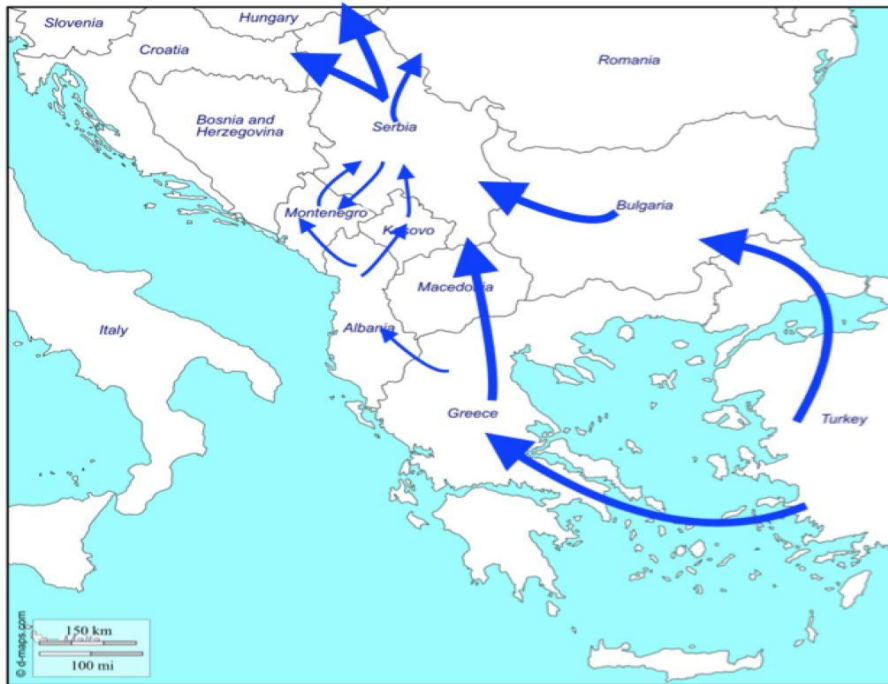 Slovenia
Hungary
Croatia
Romania
Bosnia and
Herzegovina
Serbia
Montenegro
Kosovo
Bulgaria
Macedonia
Italy
Albania
Greece
Turkey
150 km
Malta
100 mi
© d-maps.com